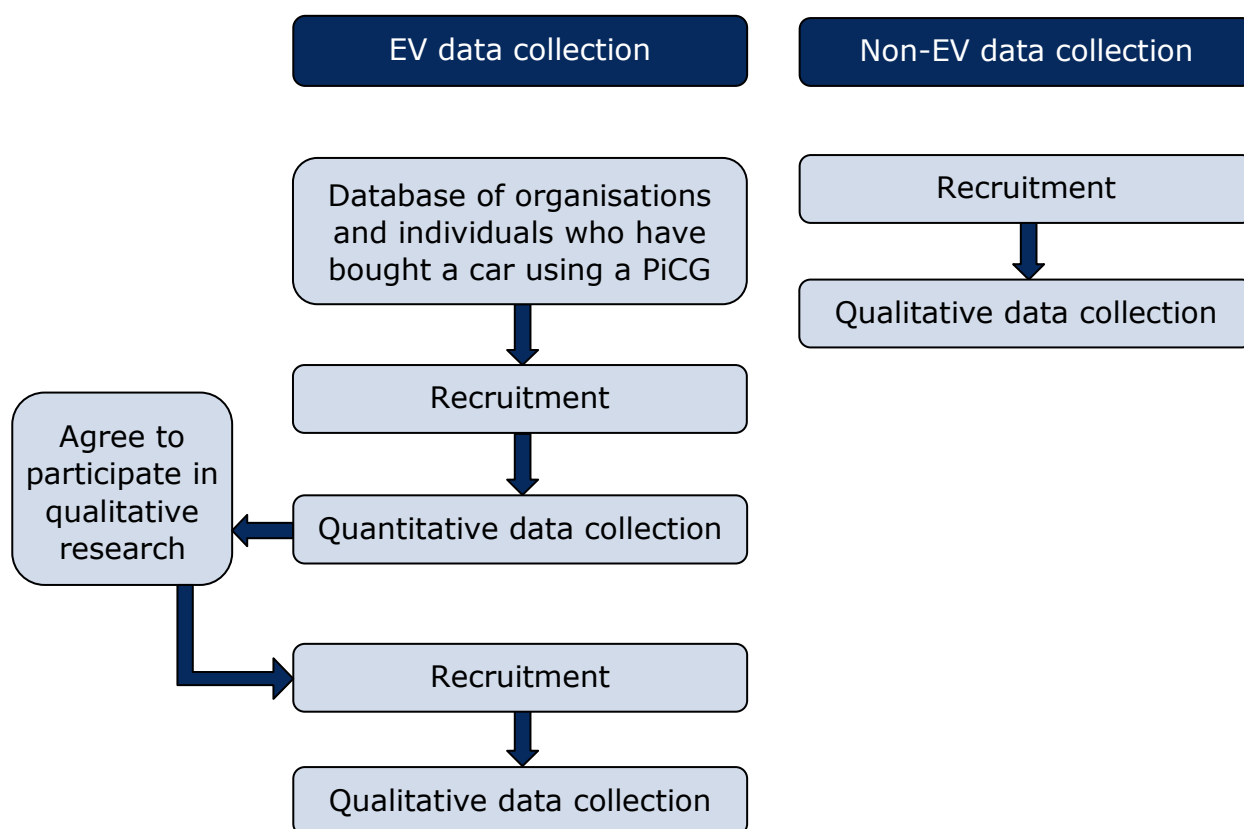 EV data collection
Non-EV data collection
Database of organisations
and individuals who have
bought a car using a PiCG
Recruitment
Qualitative data collection
Recruitment
Agree to
participate in
qualitative
research
Quantitative data collection
Recruitment
Qualitative data collection